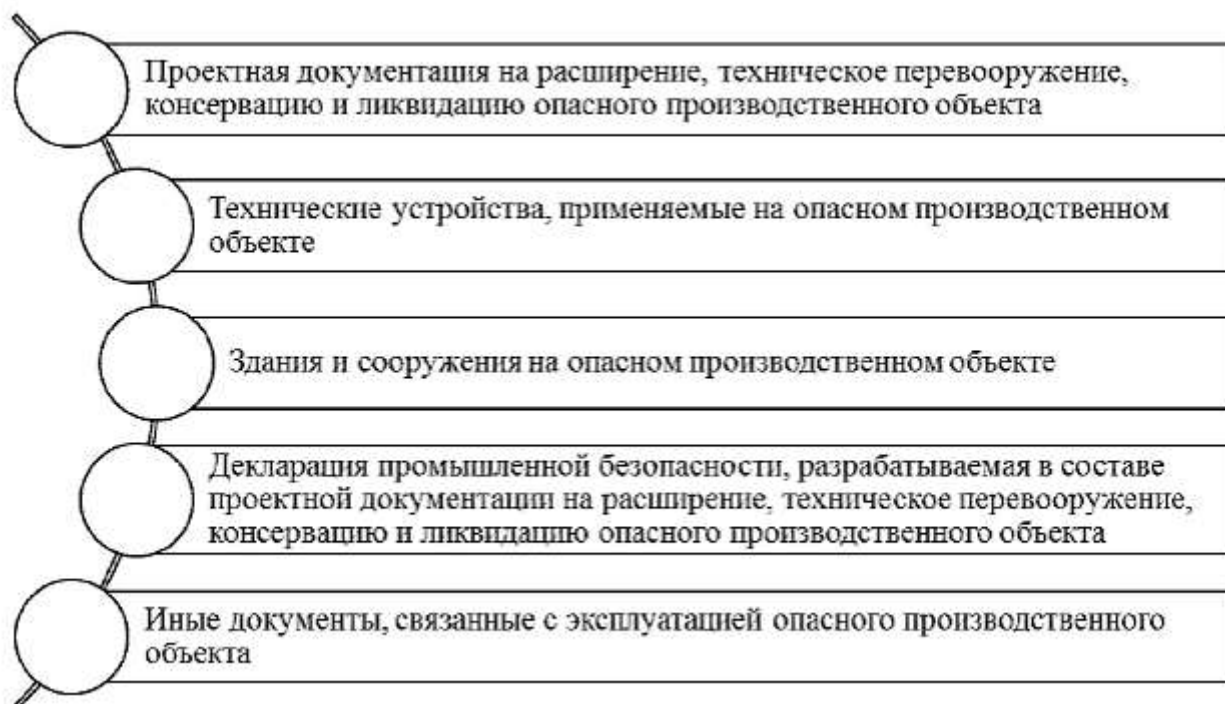 Проектная документация на расширение, техническое перевооружение,
консервацию и ликвидацию опасного производственного объекта
Технические устройства, применяемые на опасном производственном
объекте
Здания и сооружения на опасном производственном объекте
Декларация промышленной безопасности, разрабатываемая в составе
проектной документации на расширение, техническое перевооружение,
консервацию и ликвидацию опасного производственного объекта
Иные документы, связанные с эксплуатацией опасного производственного
объекта